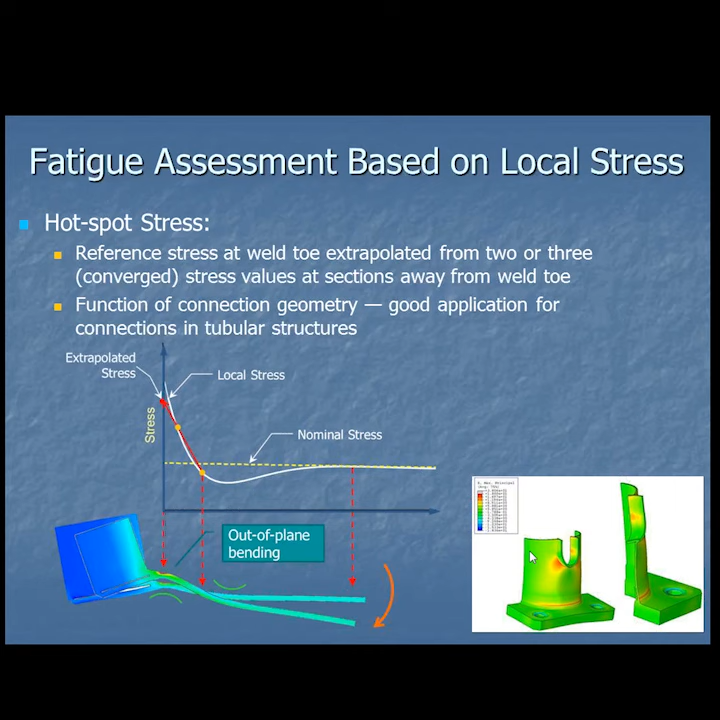 Fatigue Assessment Based on Local Stress
Hot-spot Stress:
Reference stress at weld toe extrapolated from two or three
(converged) stress values at sections away from weld toe
Function of connection geometry — good application for
connections in tubular structures
Extrapolated
Stress
Local Stress
Stress
Nominal Stress
Out-of-plane
bending